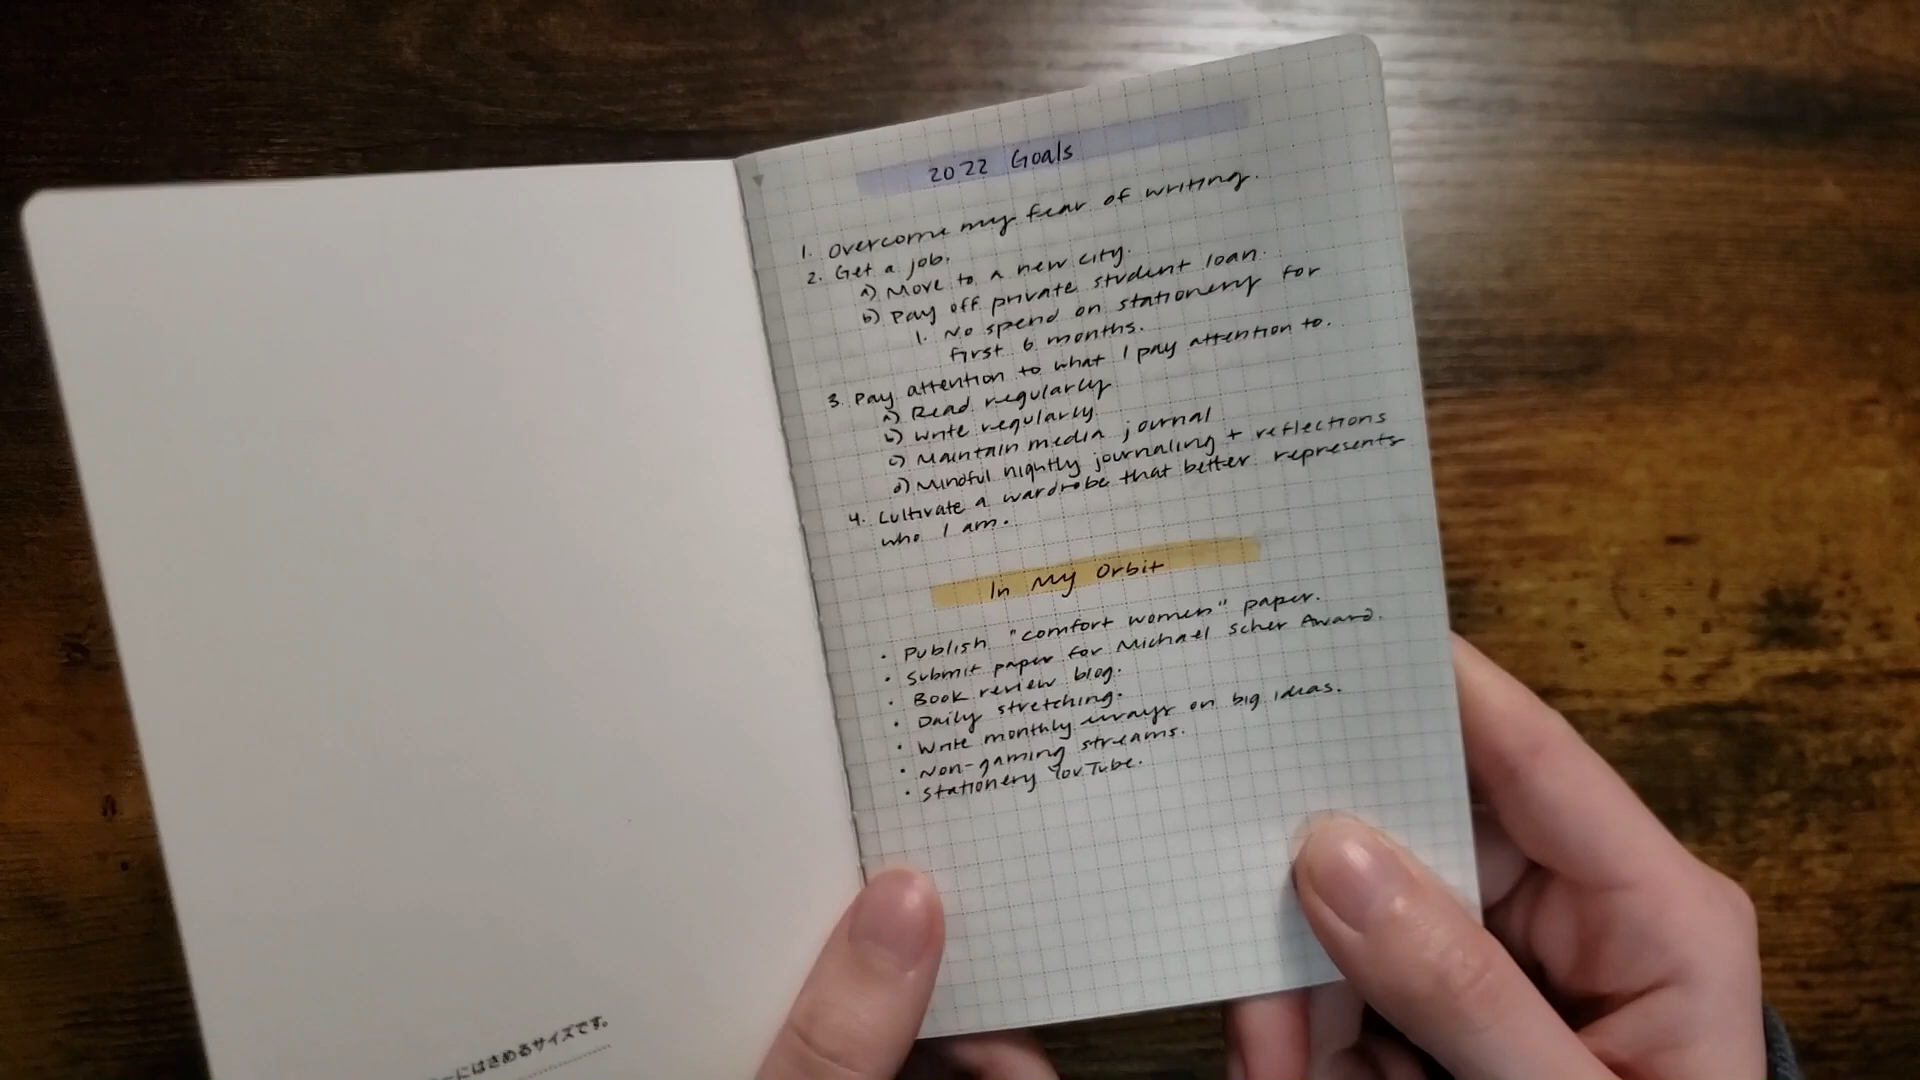 にはさめるサイズです。
2022 Goals
1. Overcome my fear of writing.
2. Get a job.
a) Move to a new city.
b) Pay off private student loan.
1. No spend on stationery for
first 6 months.
3. Pay attention to what I pay attention to.
a) Read regularly
b) Write regularly
c) Maintain media journal
d) Mindful nightly journaling + reflections
4. Cultivate a wardrobe that better represents
who I am.
In My Orbit
• Publish "comfort women" paper.
• Submit paper for Michael Scher Award.
• Book review blog.
• Daily stretching.
• Write monthly essays on big ideas.
• Non-gaming streams.
• Stationery YouTube.